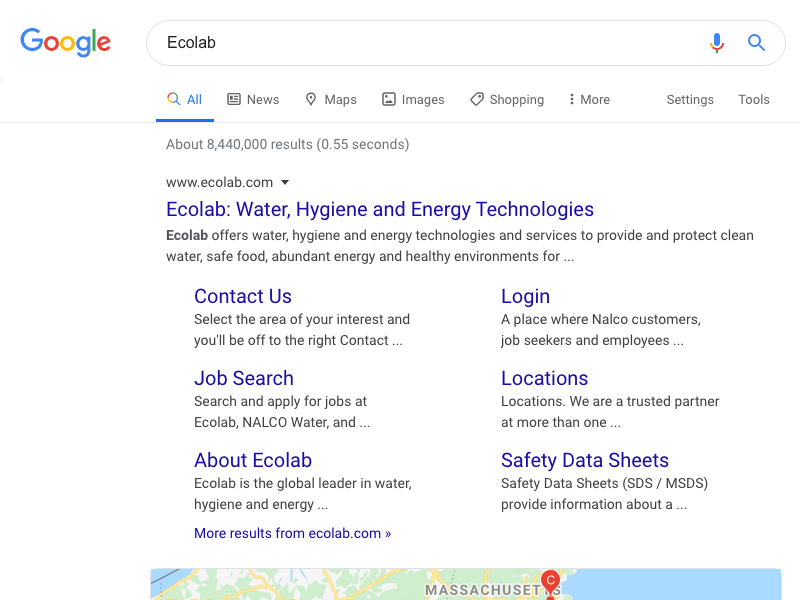 Google
Ecolab
All
News
Maps
Images
Shopping
More
Settings
Tools
About 8,440,000 results (0.55 seconds)
www.ecolab.com
Ecolab: Water, Hygiene and Energy Technologies
Ecolab offers water, hygiene and energy technologies and services to provide and protect clean
water, safe food, abundant energy and healthy environments for ...
Contact Us
Select the area of your interest and
you'll be off to the right Contact ...
Login
A place where Nalco customers,
job seekers and employees ...
Job Search
Search and apply for jobs at
Ecolab, NALCO Water, and ...
Locations
Locations. We are a trusted partner
at more than one ...
About Ecolab
Ecolab is the global leader in water,
hygiene and energy ...
Safety Data Sheets
Safety Data Sheets (SDS / MSDS)
provide information about a ...
More results from ecolab.com »
C
MASSACHUSETTS